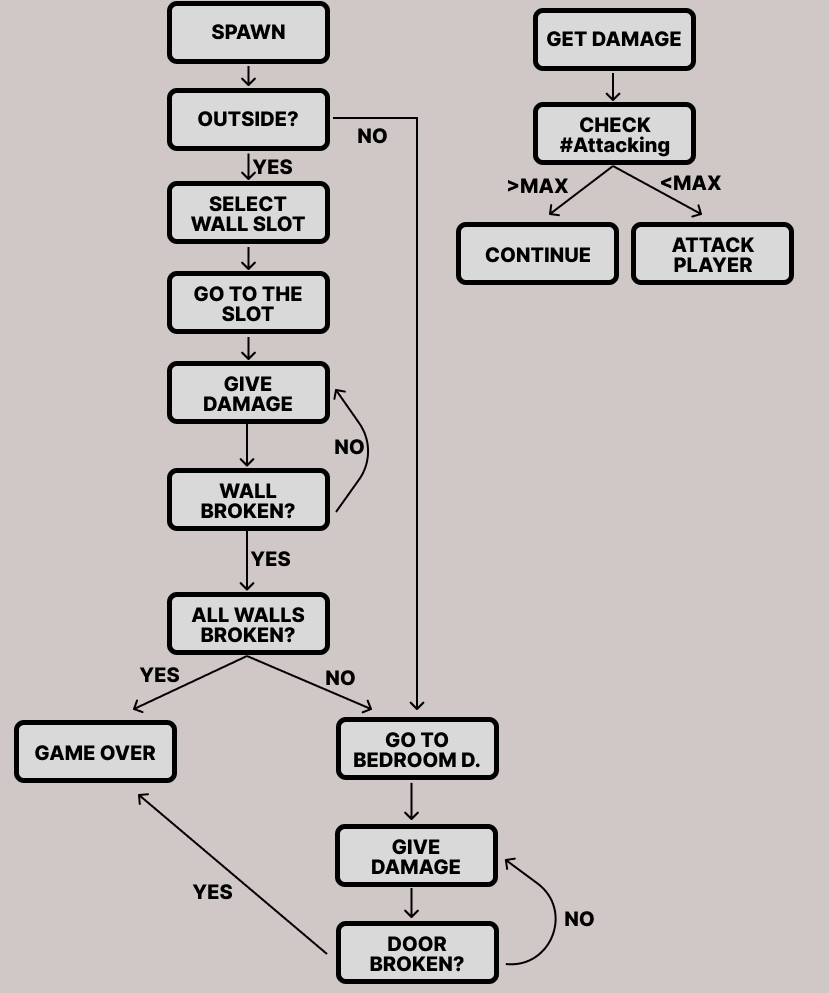 SPAWN
OUTSIDE?
NO
YES
SELECT
WALL SLOT
GO TO THE
SLOT
GIVE
DAMAGE
NO
WALL
BROKEN?
YES
ALL WALLS
BROKEN?
YES
NO
GAME OVER
GO TO
BEDROOM D.
GIVE
DAMAGE
YES
NO
DOOR
BROKEN?
GET DAMAGE
CHECK
#Attacking
>MAX
<MAX
CONTINUE
ATTACK
PLAYER